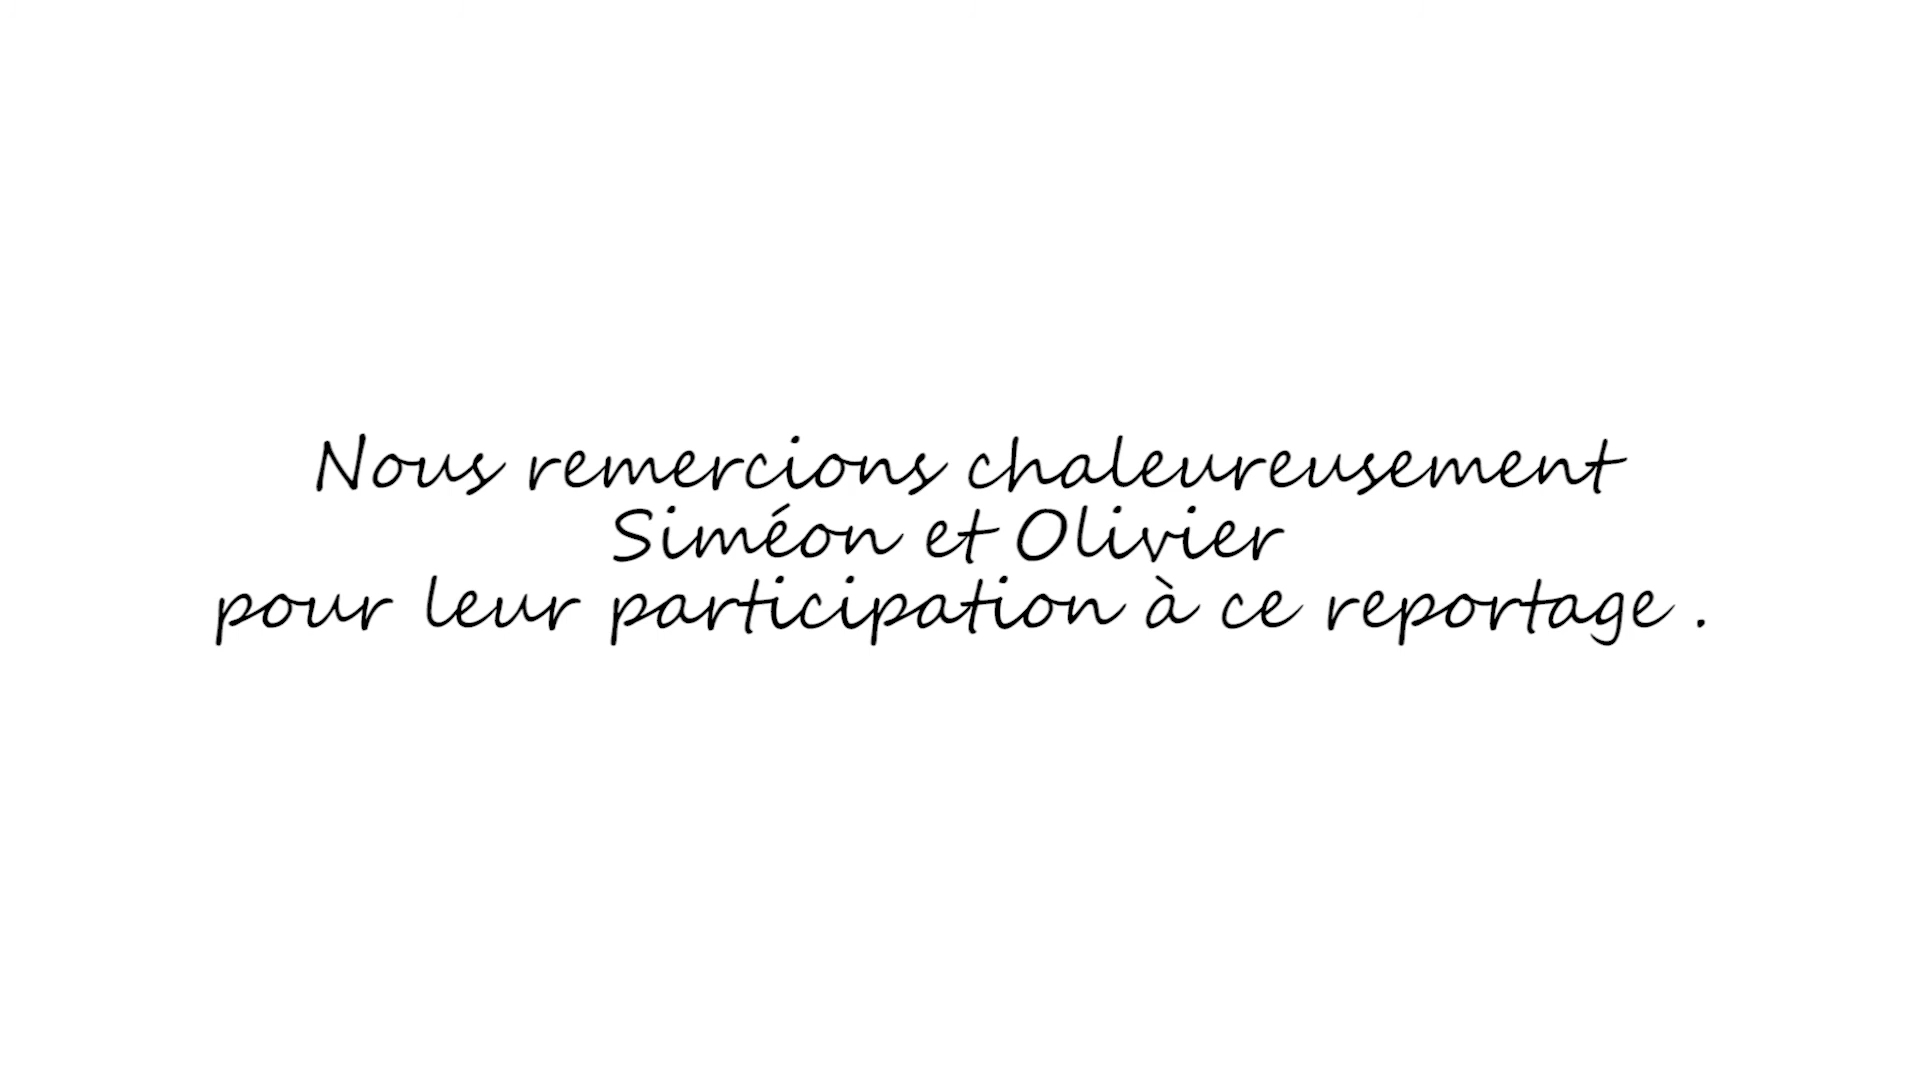 Nous remercions chaleureusement
Siméon et Olivier
pour leur participation à ce reportage .